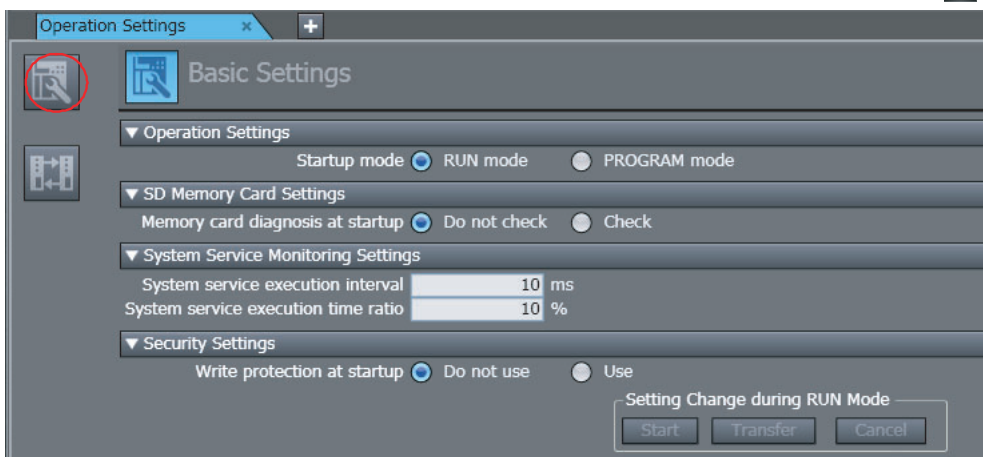 Operation Settings × +
Basic Settings
▼ Operation Settings
Startup mode RUN mode PROGRAM mode
▼ SD Memory Card Settings
Memory card diagnosis at startup Do not check Check
▼ System Service Monitoring Settings
System service execution interval 10 ms
System service execution time ratio 10 %
▼ Security Settings
Write protection at startup Do not use Use
Setting Change during RUN Mode
Start Transfer Cancel